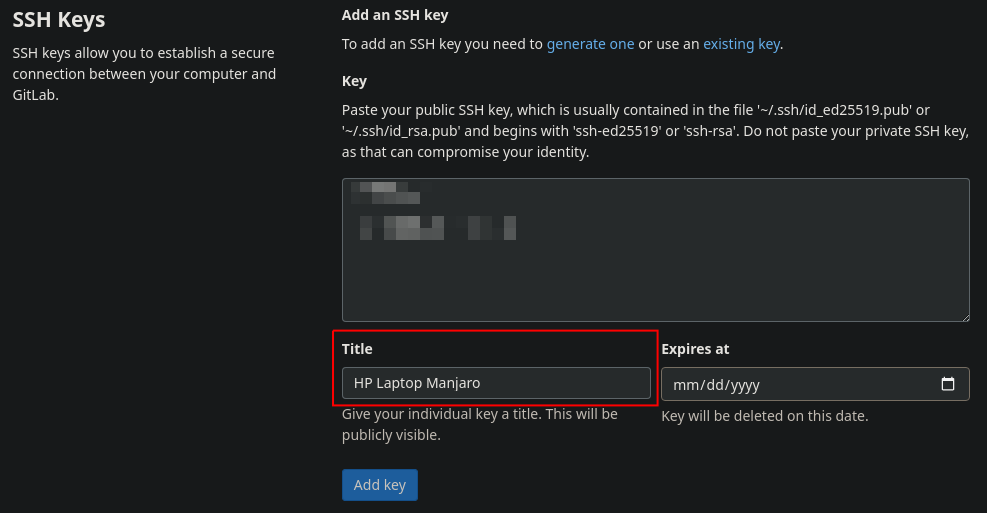 SSH Keys
SSH keys allow you to establish a secure
connection between your computer and
GitLab.
Add an SSH key
To add an SSH key you need to generate one or use an existing key.
Key
Paste your public SSH key, which is usually contained in the file '~/.ssh/id_ed25519.pub' or
'~/.ssh/id_rsa.pub' and begins with 'ssh-ed25519' or 'ssh-rsa'. Do not paste your private SSH key,
as that can compromise your identity.
Title
HP Laptop Manjaro
Give your individual key a title. This will be
publicly visible.
Expires at
mm/dd/yyyy
Key will be deleted on this date.
Add key